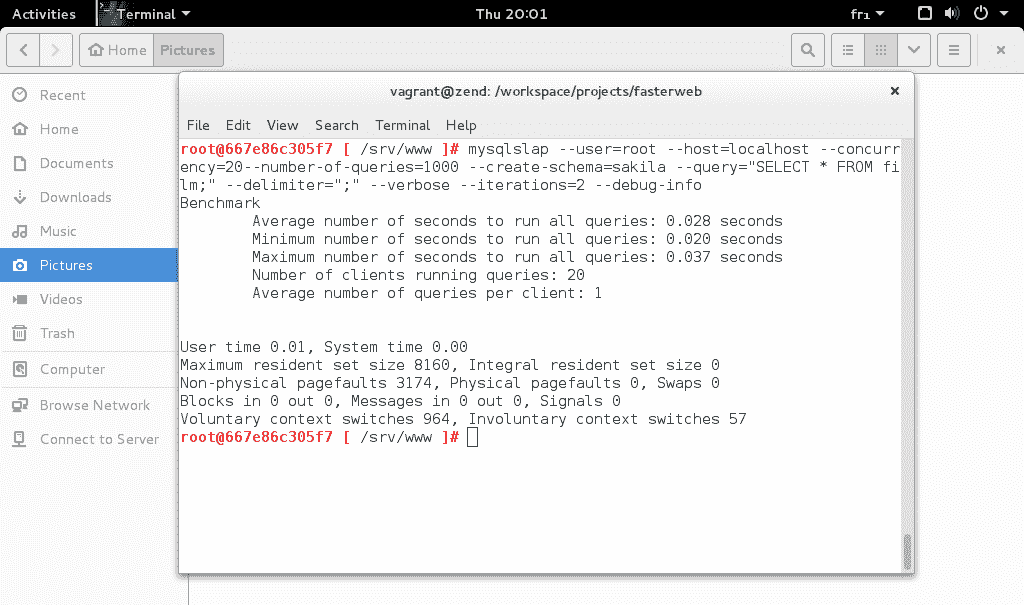 Activities Terminal Thu 20:01 fr₁
Home Pictures
Recent
Home
Documents
Downloads
Music
Pictures
Videos
Trash
Computer
Browse Network
Connect to Server
vagrant@zend: /workspace/projects/fasterweb
File Edit View Search Terminal Help
root@667e86c305f7 [ /srv/www ]# mysqlslap --user=root --host=localhost --concurr
ency=20--number-of-queries=1000 --create-schema=sakila --query="SELECT * FROM fi
lm;" --delimiter=";" --verbose --iterations=2 --debug-info
Benchmark
Average number of seconds to run all queries: 0.028 seconds
Minimum number of seconds to run all queries: 0.020 seconds
Maximum number of seconds to run all queries: 0.037 seconds
Number of clients running queries: 20
Average number of queries per client: 1
User time 0.01, System time 0.00
Maximum resident set size 8160, Integral resident set size 0
Non-physical pagefaults 3174, Physical pagefaults 0, Swaps 0
Blocks in 0 out 0, Messages in 0 out 0, Signals 0
Voluntary context switches 964, Involuntary context switches 57
root@667e86c305f7 [ /srv/www ]#